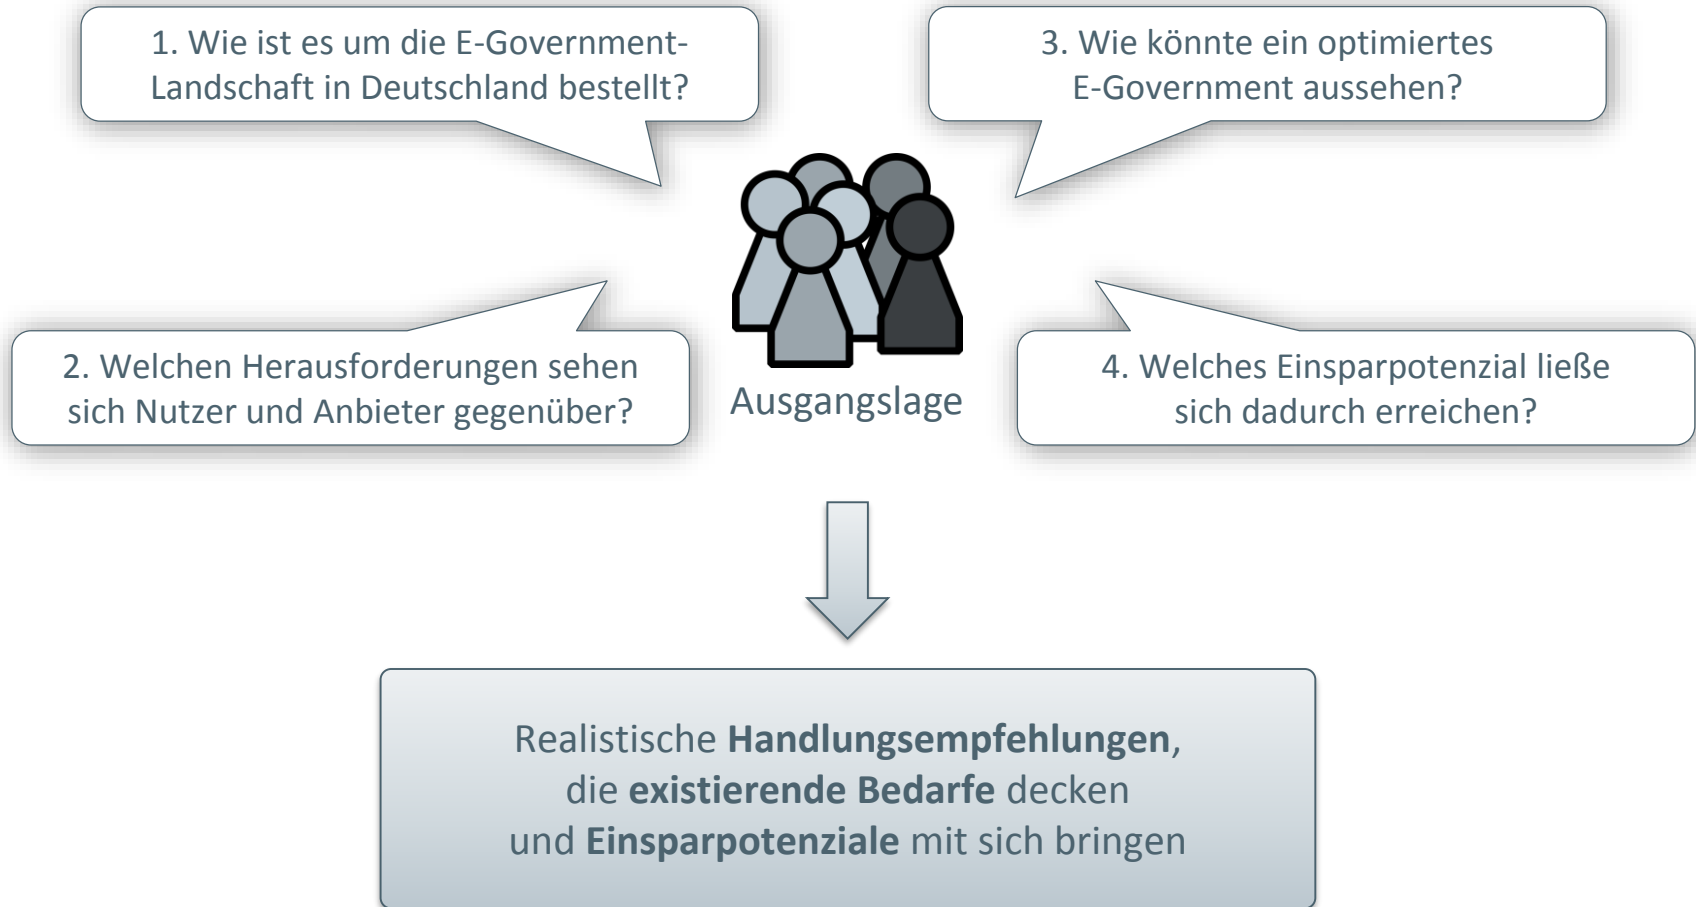 1. Wie ist es um die E-Government-
Landschaft in Deutschland bestellt?
2. Welchen Herausforderungen sehen
sich Nutzer und Anbieter gegenüber?
3. Wie könnte ein optimiertes
E-Government aussehen?
4. Welches Einsparpotenzial ließe
sich dadurch erreichen?
Ausgangslage
Realistische Handlungsempfehlungen,
die existierende Bedarfe decken
und Einsparpotenziale mit sich bringen